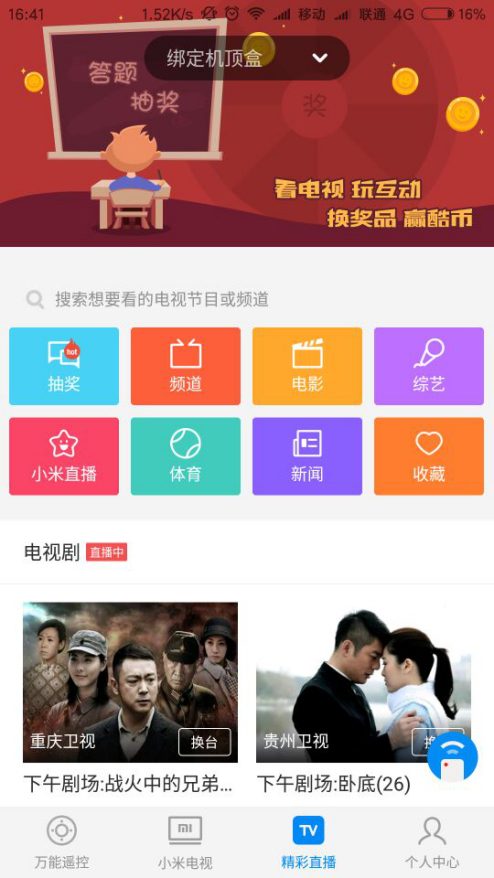 16:41 1.52K/s 移动 联通 4G 16%
绑定机顶盒
答题
抽奖
奖
看电视 玩互动
换奖品 赢酷币
搜索想要看的电视节目或频道
hot
抽奖 频道 电影 综艺
小米直播 体育 新闻 收藏
电视剧 直播中
重庆卫视 换台 贵州卫视
下午剧场:战火中的兄弟... 下午剧场:卧底(26)
mi TV
万能遥控 小米电视 精彩直播 个人中心